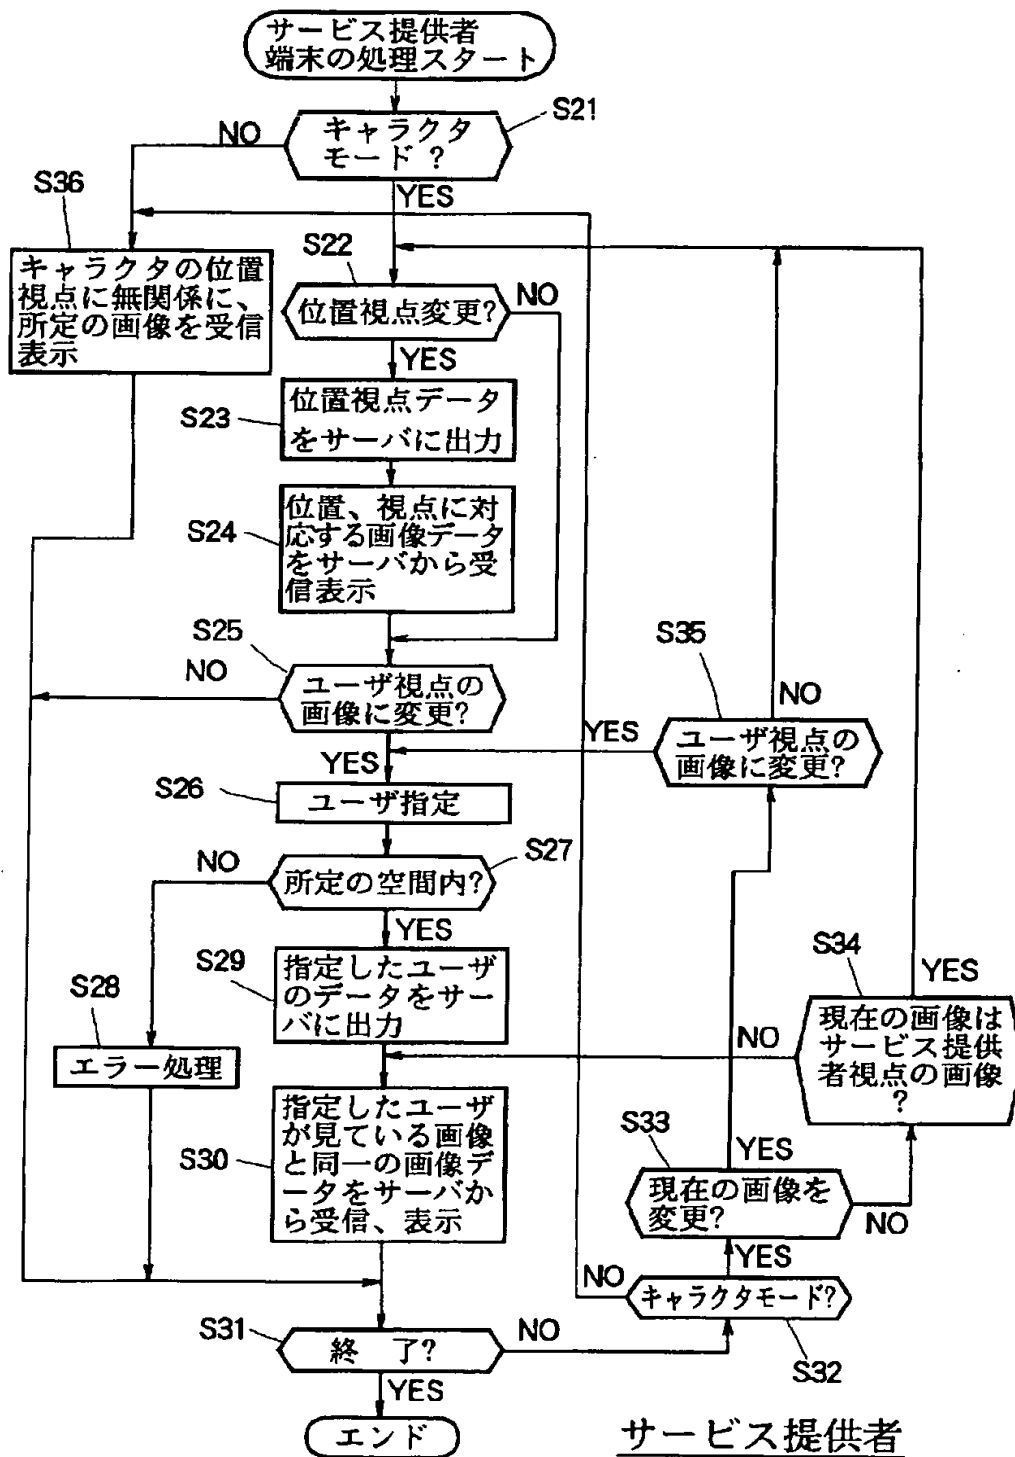 サービス提供者
端末の処理スタート
S21
キャラクタ
モード？
NO
YES
S36
キャラクタの位置
視点に無関係に、
所定の画像を受信
表示
S22
位置視点変更?
NO
YES
S23
位置視点データ
をサーバに出力
S24
位置、視点に対
応する画像データ
をサーバから受
信表示
S25
ユーザ視点の
画像に変更?
NO
YES
S35
ユーザ視点の
画像に変更?
NO
YES
S26
ユーザ指定
S27
所定の空間内?
NO
YES
S28
エラー処理
S29
指定したユーザ
のデータをサー
バに出力
S34
現在の画像は
サービス提供
者視点の画像
?
YES
NO
S30
指定したユーザ
が見ている画像
と同一の画像デ
ータをサーバか
ら受信、表示
S33
現在の画像を
変更?
YES
NO
YES
NO
キャラクタモード?
S32
S31
終 了?
NO
YES
エンド
サービス提供者